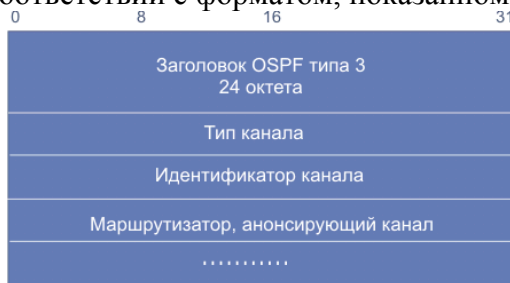 оответствии с форматом, показанном
0 8 16 31
Заголовок OSPF типа 3
24 октета
Тип канала
Идентификатор канала
Маршрутизатор, анонсирующий канал
...........